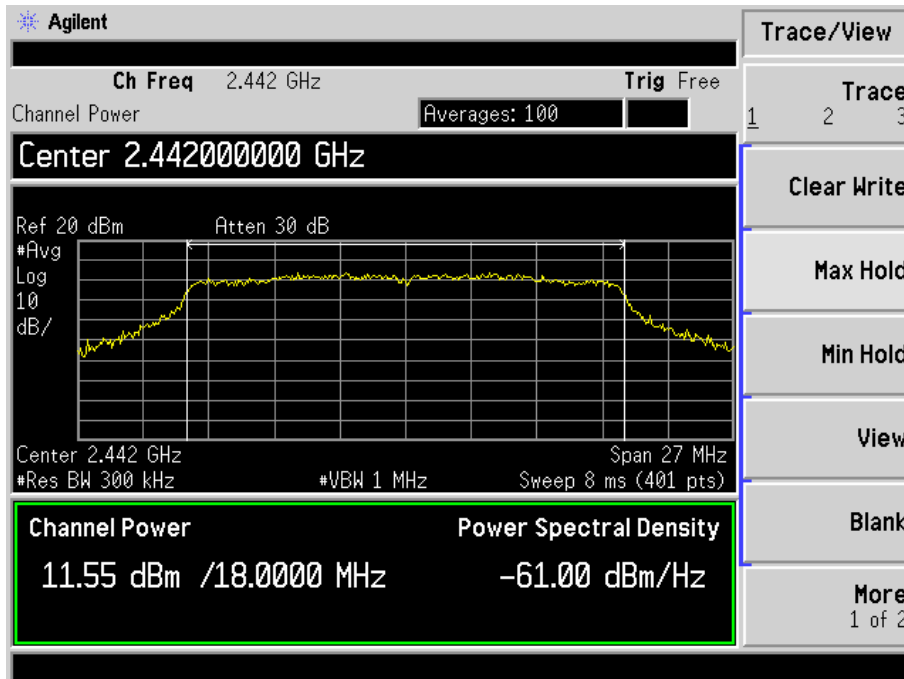 Agilent
Trace/View
Ch Freq 2.442 GHz Trig Free
Channel Power Averages: 100
Center 2.442000000 GHz
Ref 20 dBm Atten 30 dB
#Avg
Log
10
dB/
Center 2.442 GHz Span 27 MHz
#Res BW 300 kHz #VBW 1 MHz Sweep 8 ms (401 pts)
Channel Power Power Spectral Density
11.55 dBm /18.0000 MHz -61.00 dBm/Hz
Trace
1 2 3
Clear Write
Max Hold
Min Hold
View
Blank
More
1 of 2